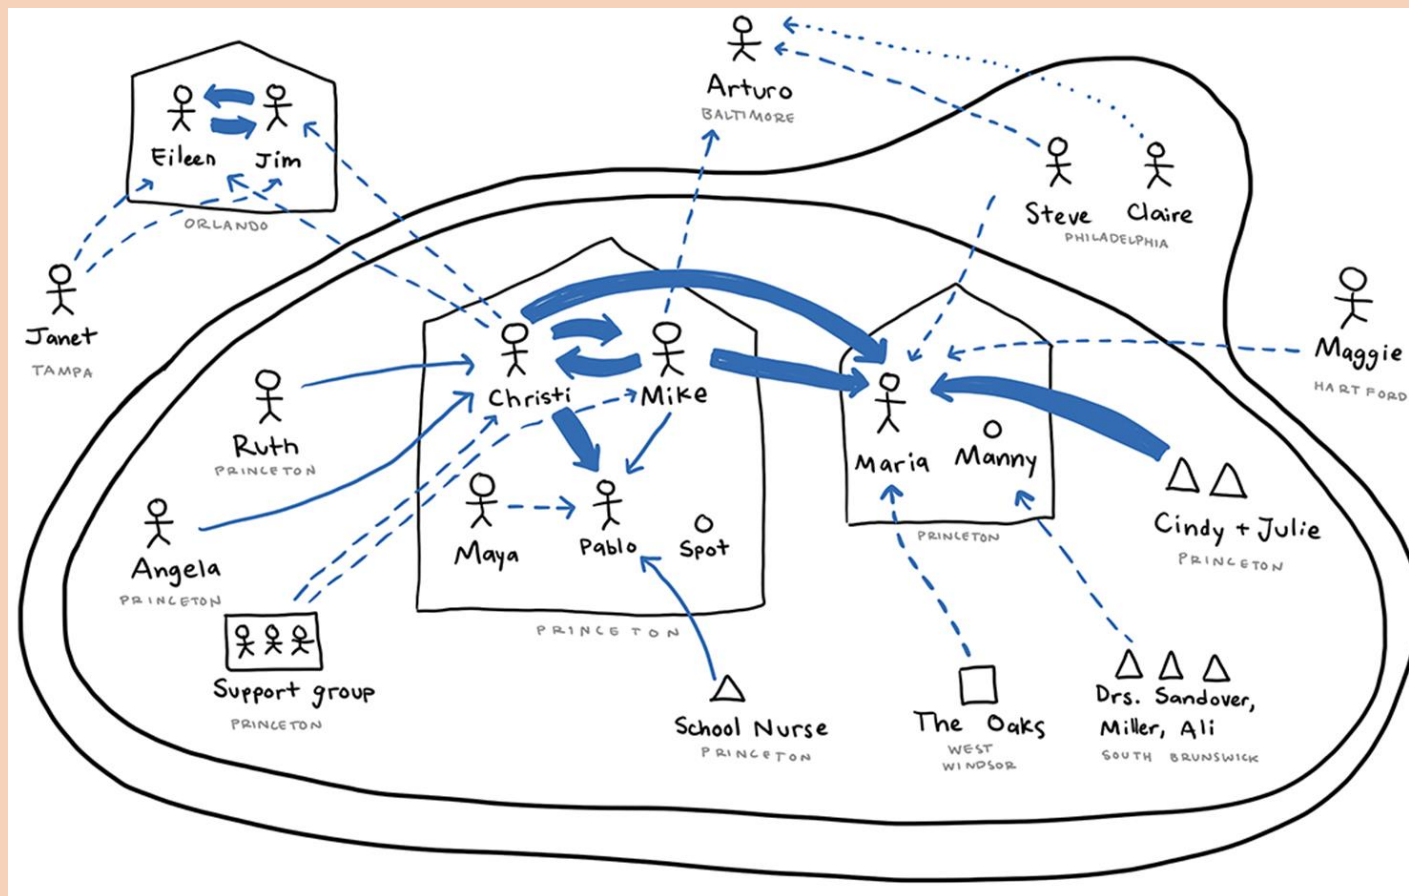 Arturo
BALTIMORE
Eileen Jim
ORLANDO
Steve Claire
PHILADELPHIA
Janet
TAMPA
Maggie
HARTFORD
Christi Mike
Ruth
PRINCETON
Maria Manny
PRINCETON
Maya Pablo Spot
PRINCETON
Cindy + Julie
PRINCETON
Angela
PRINCETON
Support group
PRINCETON
School Nurse
PRINCETON
The Oaks
WEST
WINDSOR
Drs. Sandover,
Miller, Ali
SOUTH BRUNSWICK